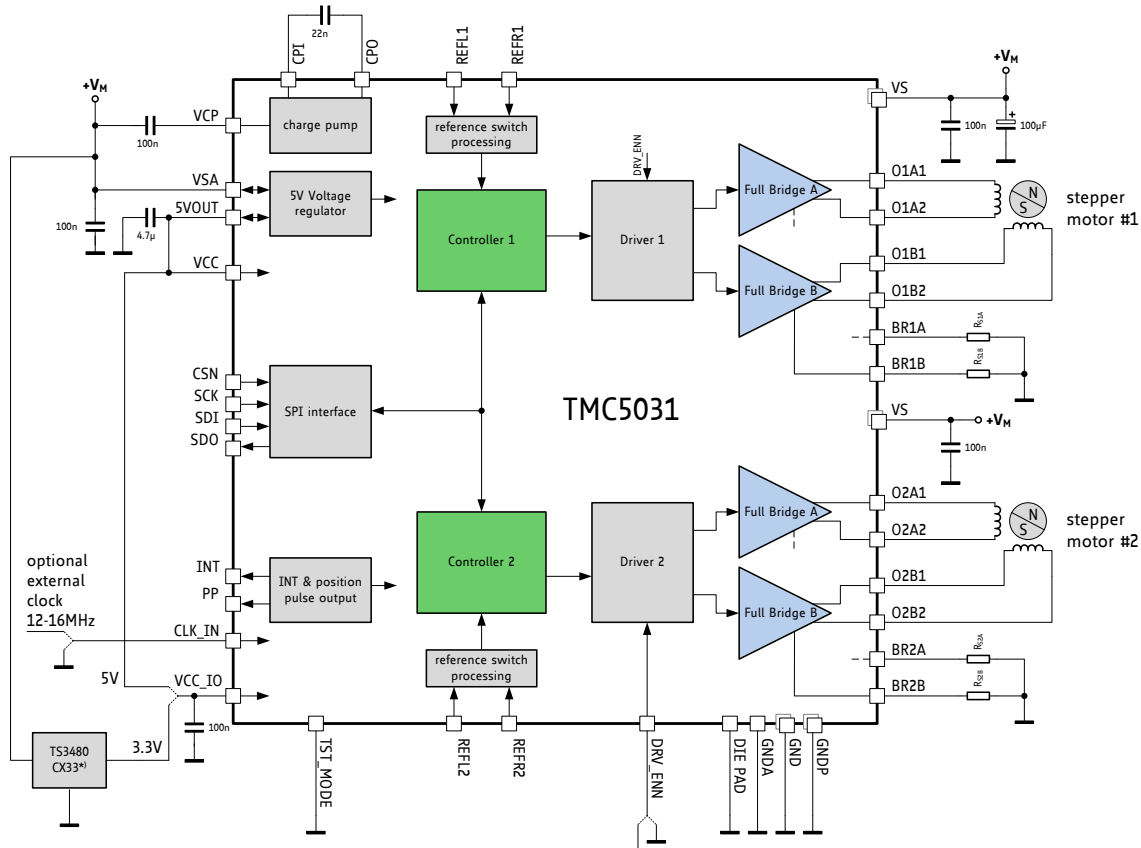 +VM
22n
CPI
CPO
REFL1
REFR1
+VM
VCP
100n
charge pump
reference switch
processing
VS
100n
+
100µF
DRV_ENN
VSA
5VOUT
5V Voltage
regulator
100n
4.7µ
VCC
Controller 1
Driver 1
Full Bridge A
Full Bridge B
O1A1
O1A2
O1B1
O1B2
N
S
stepper
motor #1
BR1A
RS1A
BR1B
RS1B
CSN
SCK
SDI
SDO
SPI interface
TMC5031
VS
+VM
100n
Controller 2
Driver 2
Full Bridge A
Full Bridge B
O2A1
O2A2
O2B1
O2B2
N
S
stepper
motor #2
BR2A
RS2A
BR2B
RS2B
optional
external
clock
12-16MHz
INT
PP
INT & position
pulse output
CLK_IN
reference switch
processing
5V
VCC_IO
100n
3.3V
TS3480
CX33*)
TST_MODE
REFL2
REFR2
DRV_ENN
DIE PAD
GNDA
GND
GNDP